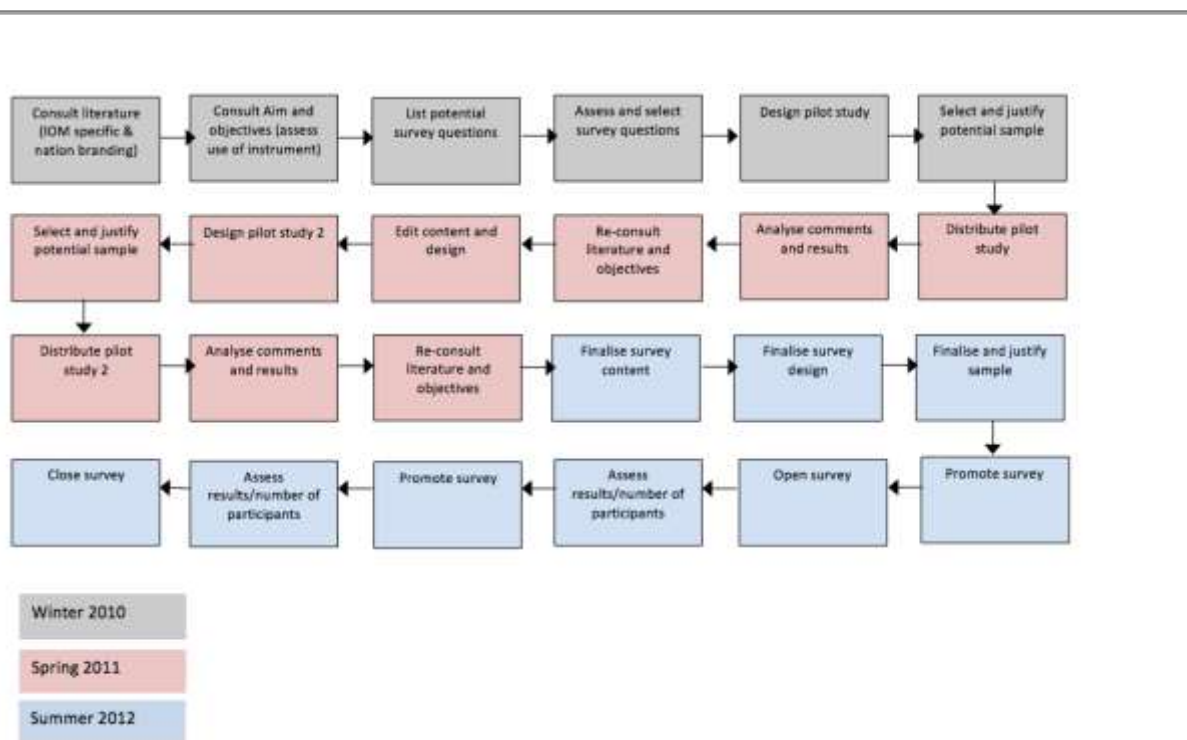 Consult literature
(IOM specific &
nation branding)
Consult Aim and
objectives (assess
use of instrument)
List potential
survey questions
Assess and select
survey questions
Design pilot study
Select and justify
potential sample
Select and justify
potential sample
Design pilot study 2
Edit content and
design
Re-consult
literature and
objectives
Analyse comments
and results
Distribute pilot
study
Distribute pilot
study 2
Analyse comments
and results
Re-consult
literature and
objectives
Finalise survey
content
Finalise survey
design
Finalise and justify
sample
Close survey
Assess
results/number of
participants
Promote survey
Assess
results/number of
participants
Open survey
Promote survey
Winter 2010
Spring 2011
Summer 2012